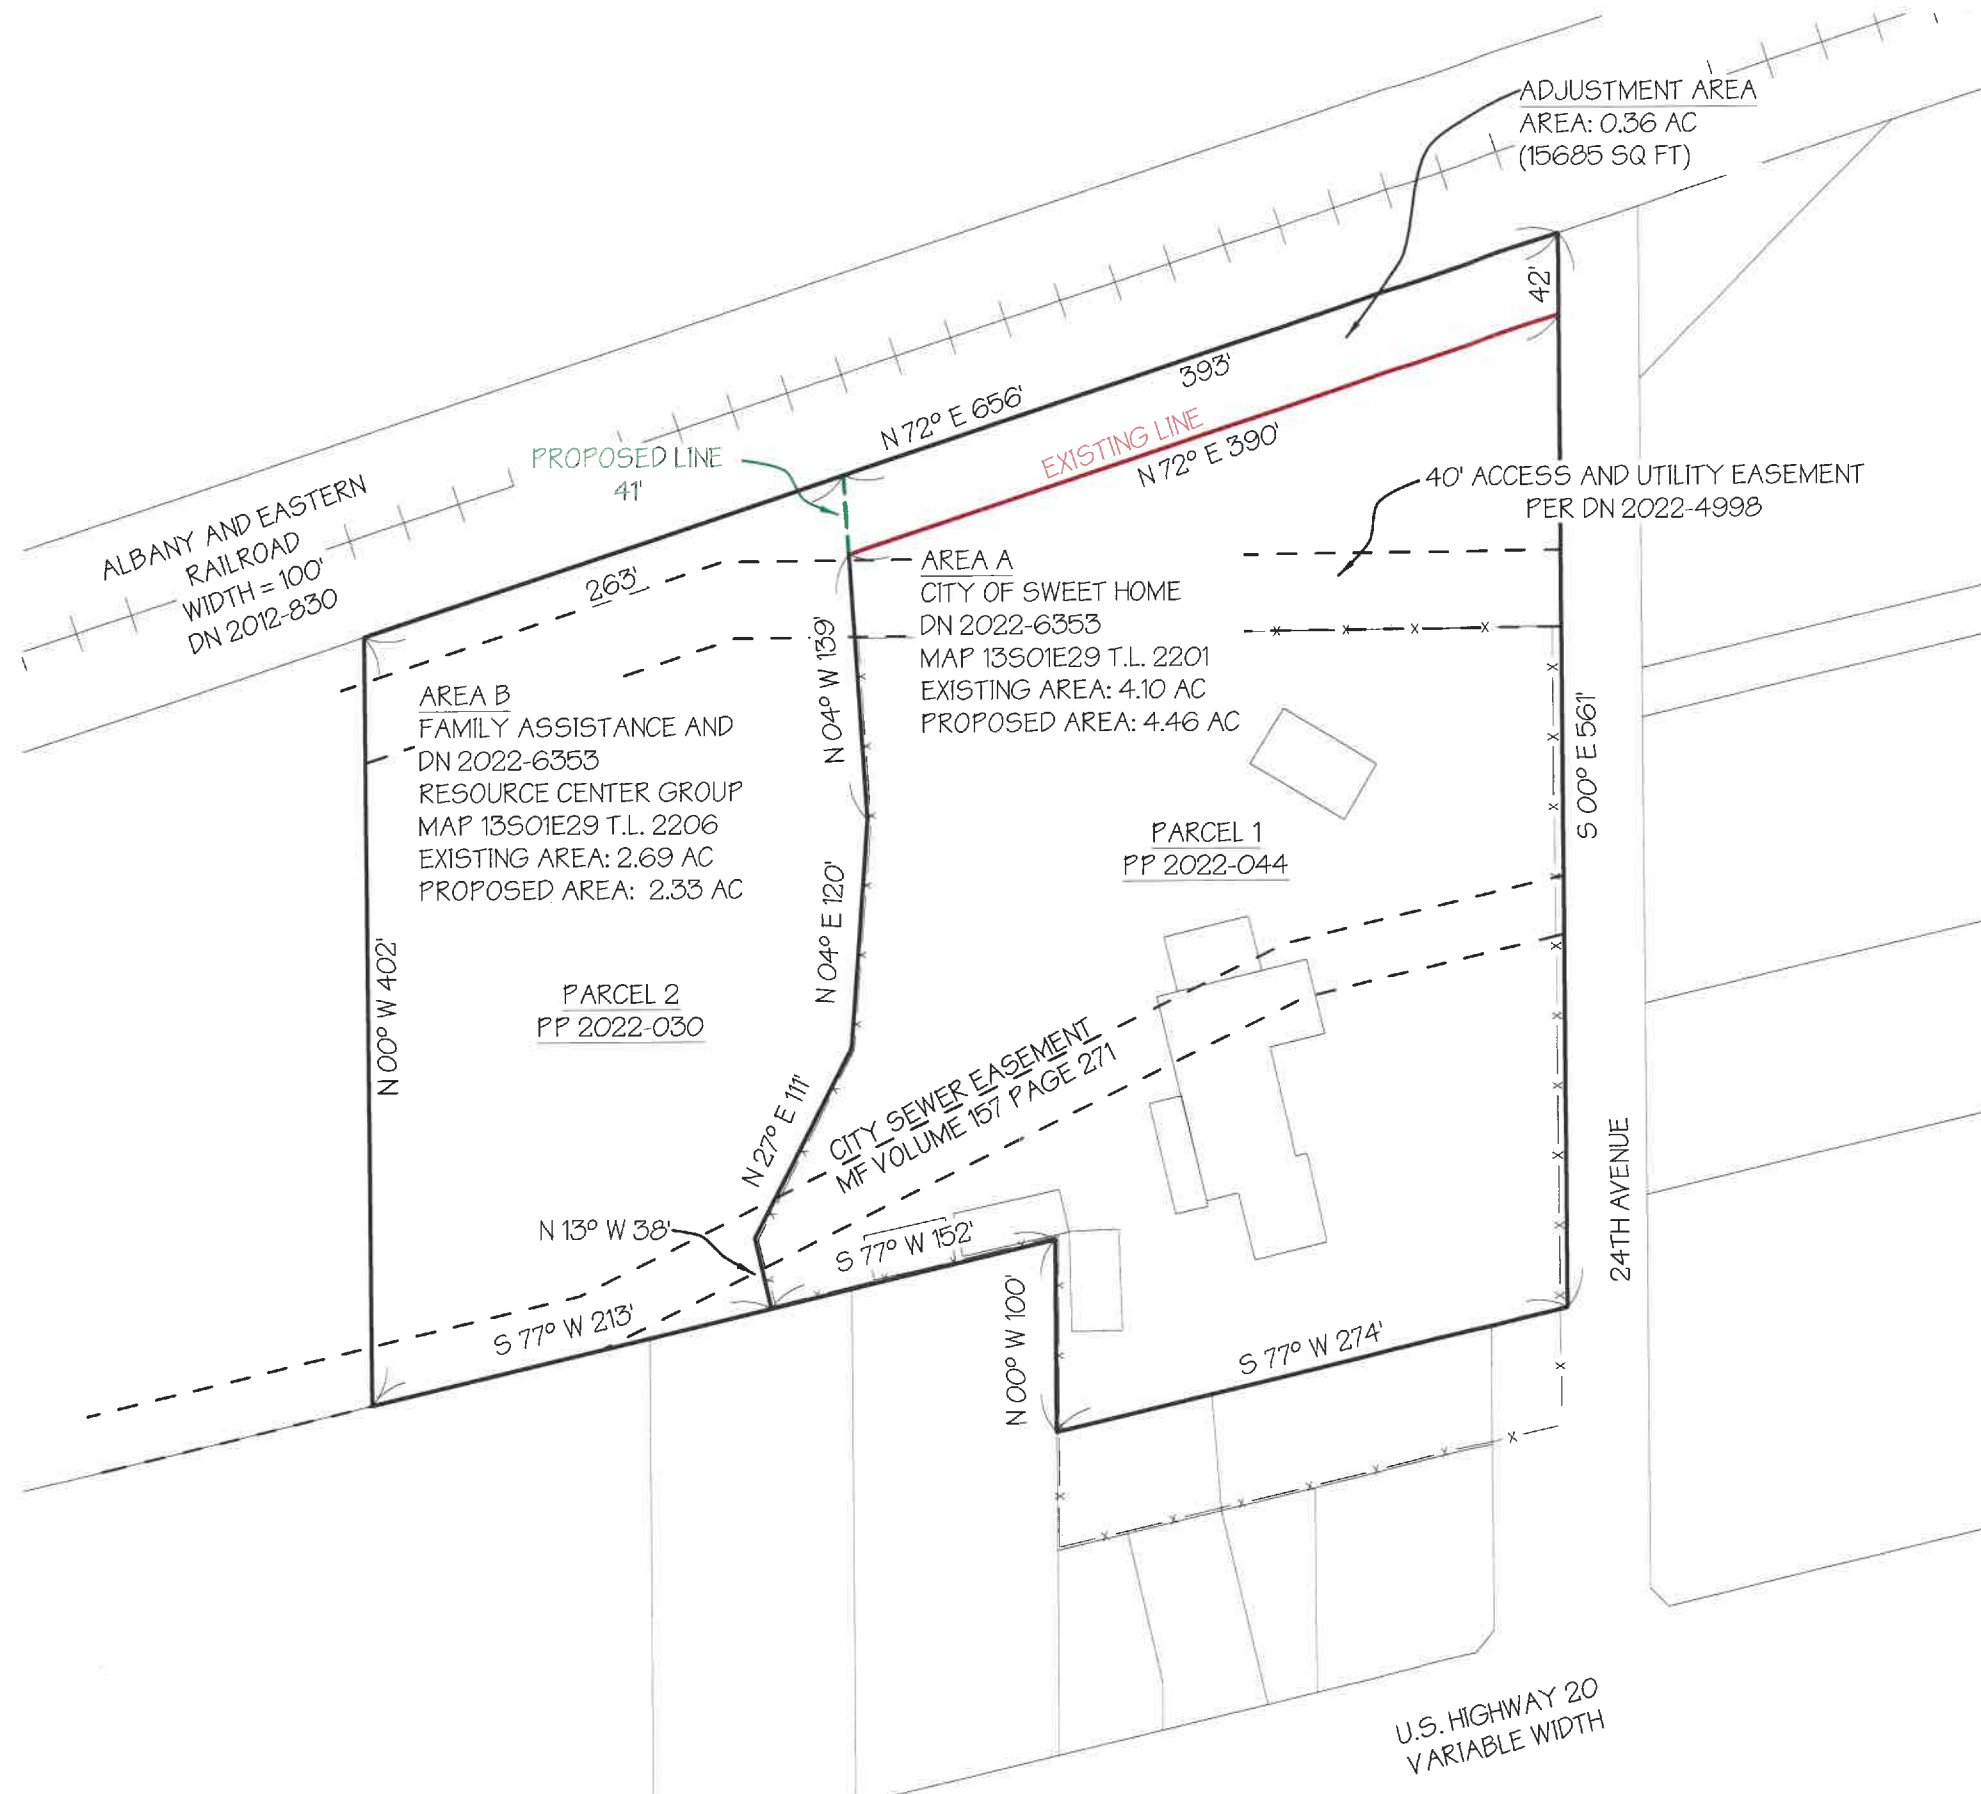 ADJUSTMENT AREA
AREA: 0.36 AC
(15685 SQ FT)
42'
393'
N 72° E 656'
EXISTING LINE
N 72° E 390'
PROPOSED LINE
41'
40' ACCESS AND UTILITY EASEMENT
PER DN 2022-4998
ALBANY AND EASTERN
RAILROAD
WIDTH = 100'
DN 2012-830
263'
AREA A
CITY OF SWEET HOME
DN 2022-6353
MAP 13S01E29 T.L. 2201
EXISTING AREA: 4.10 AC
PROPOSED AREA: 4.46 AC
N 04° W 139'
AREA B
FAMILY ASSISTANCE AND
DN 2022-6353
RESOURCE CENTER GROUP
MAP 13S01E29 T.L. 2206
EXISTING AREA: 2.69 AC
PROPOSED AREA: 2.33 AC
S 00° E 561'
PARCEL 1
PP 2022-044
N 04° E 120'
N 00° W 402'
PARCEL 2
PP 2022-030
CITY SEWER EASEMENT
MF VOLUME 157 PAGE 271
N 27° E 111'
N 13° W 38'
S 77° W 152'
S 77° W 213'
N 00° W 100'
S 77° W 274'
24TH AVENUE
U.S. HIGHWAY 20
VARIABLE WIDTH